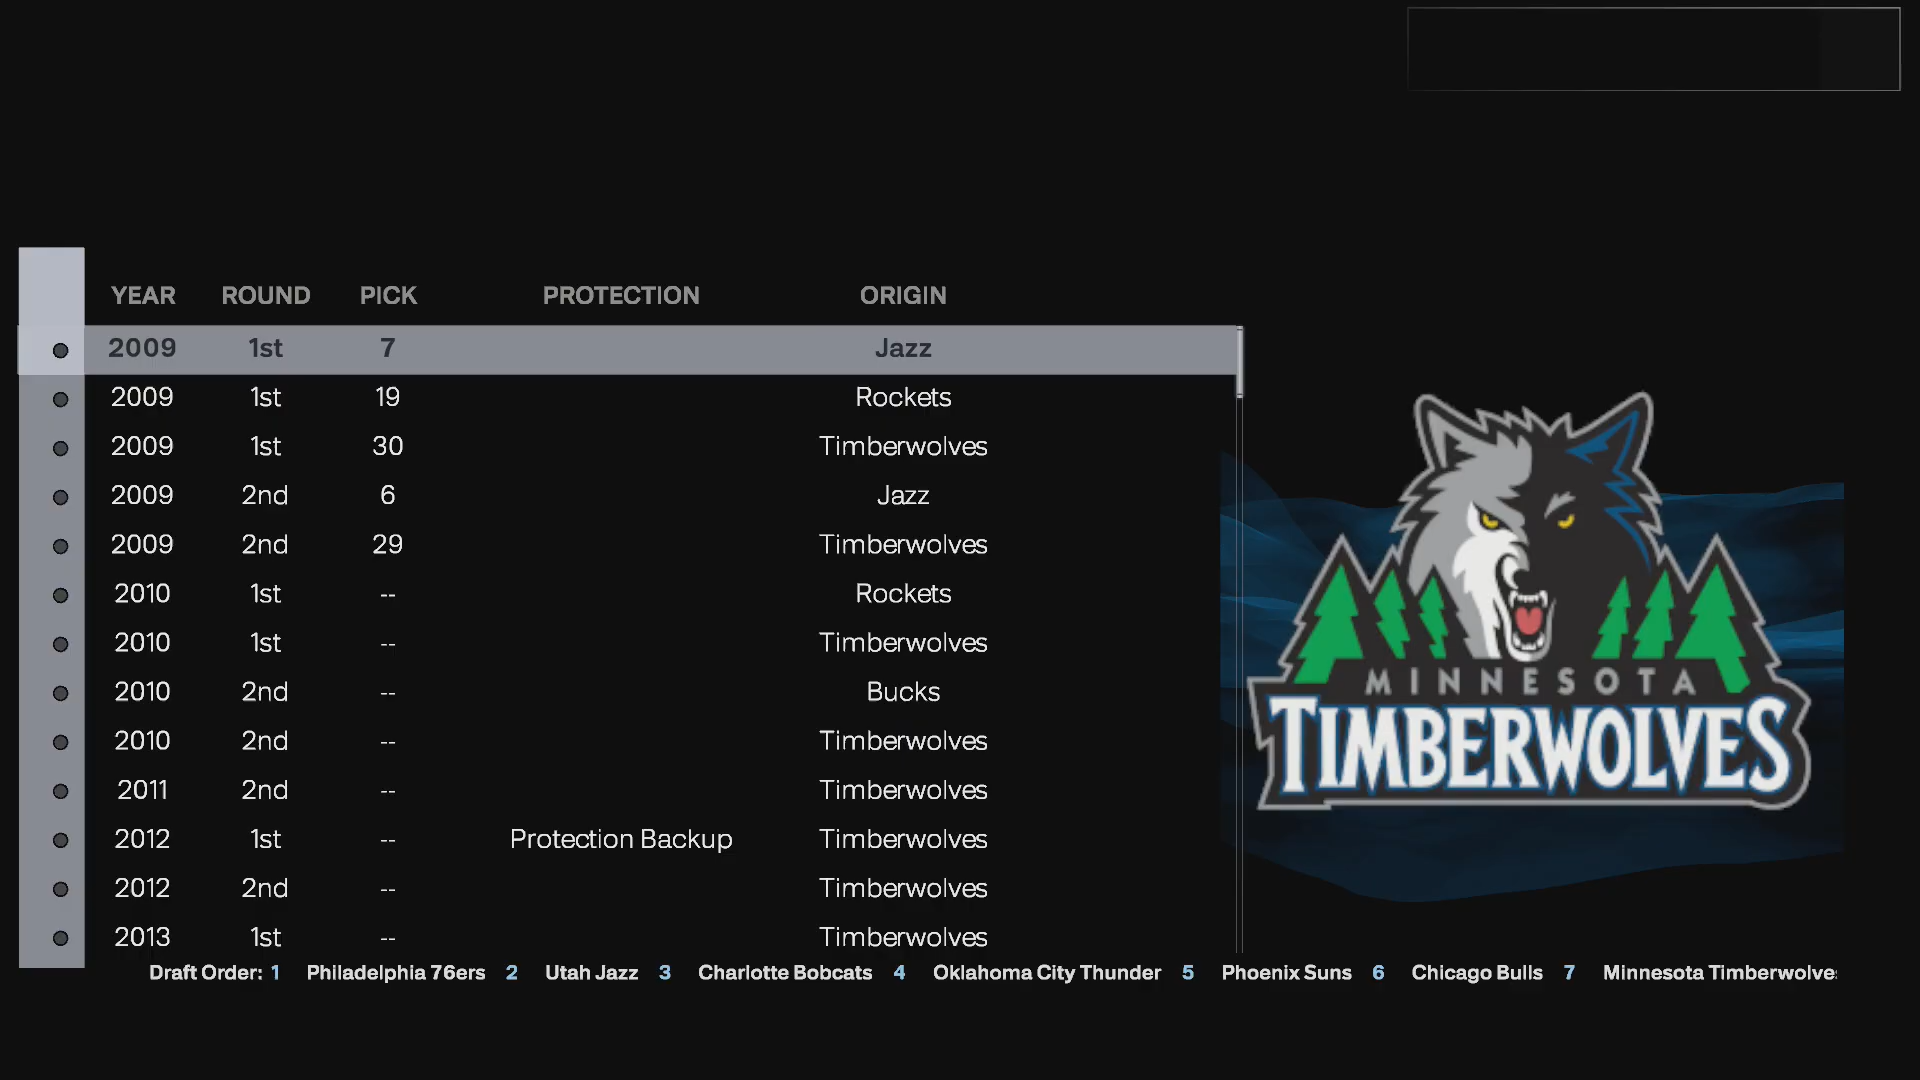 YEAR ROUND PICK PROTECTION ORIGIN
2009 1st 7 Jazz
2009 1st 19 Rockets
2009 1st 30 Timberwolves
2009 2nd 6 Jazz
2009 2nd 29 Timberwolves
2010 1st -- Rockets
2010 1st -- Timberwolves
2010 2nd -- Bucks
2010 2nd -- Timberwolves
2011 2nd -- Timberwolves
2012 1st -- Protection Backup Timberwolves
2012 2nd -- Timberwolves
2013 1st -- Timberwolves
MINNESOTA
TIMBERWOLVES
Draft Order: 1 Philadelphia 76ers 2 Utah Jazz 3 Charlotte Bobcats 4 Oklahoma City Thunder 5 Phoenix Suns 6 Chicago Bulls 7 Minnesota Timberwolves